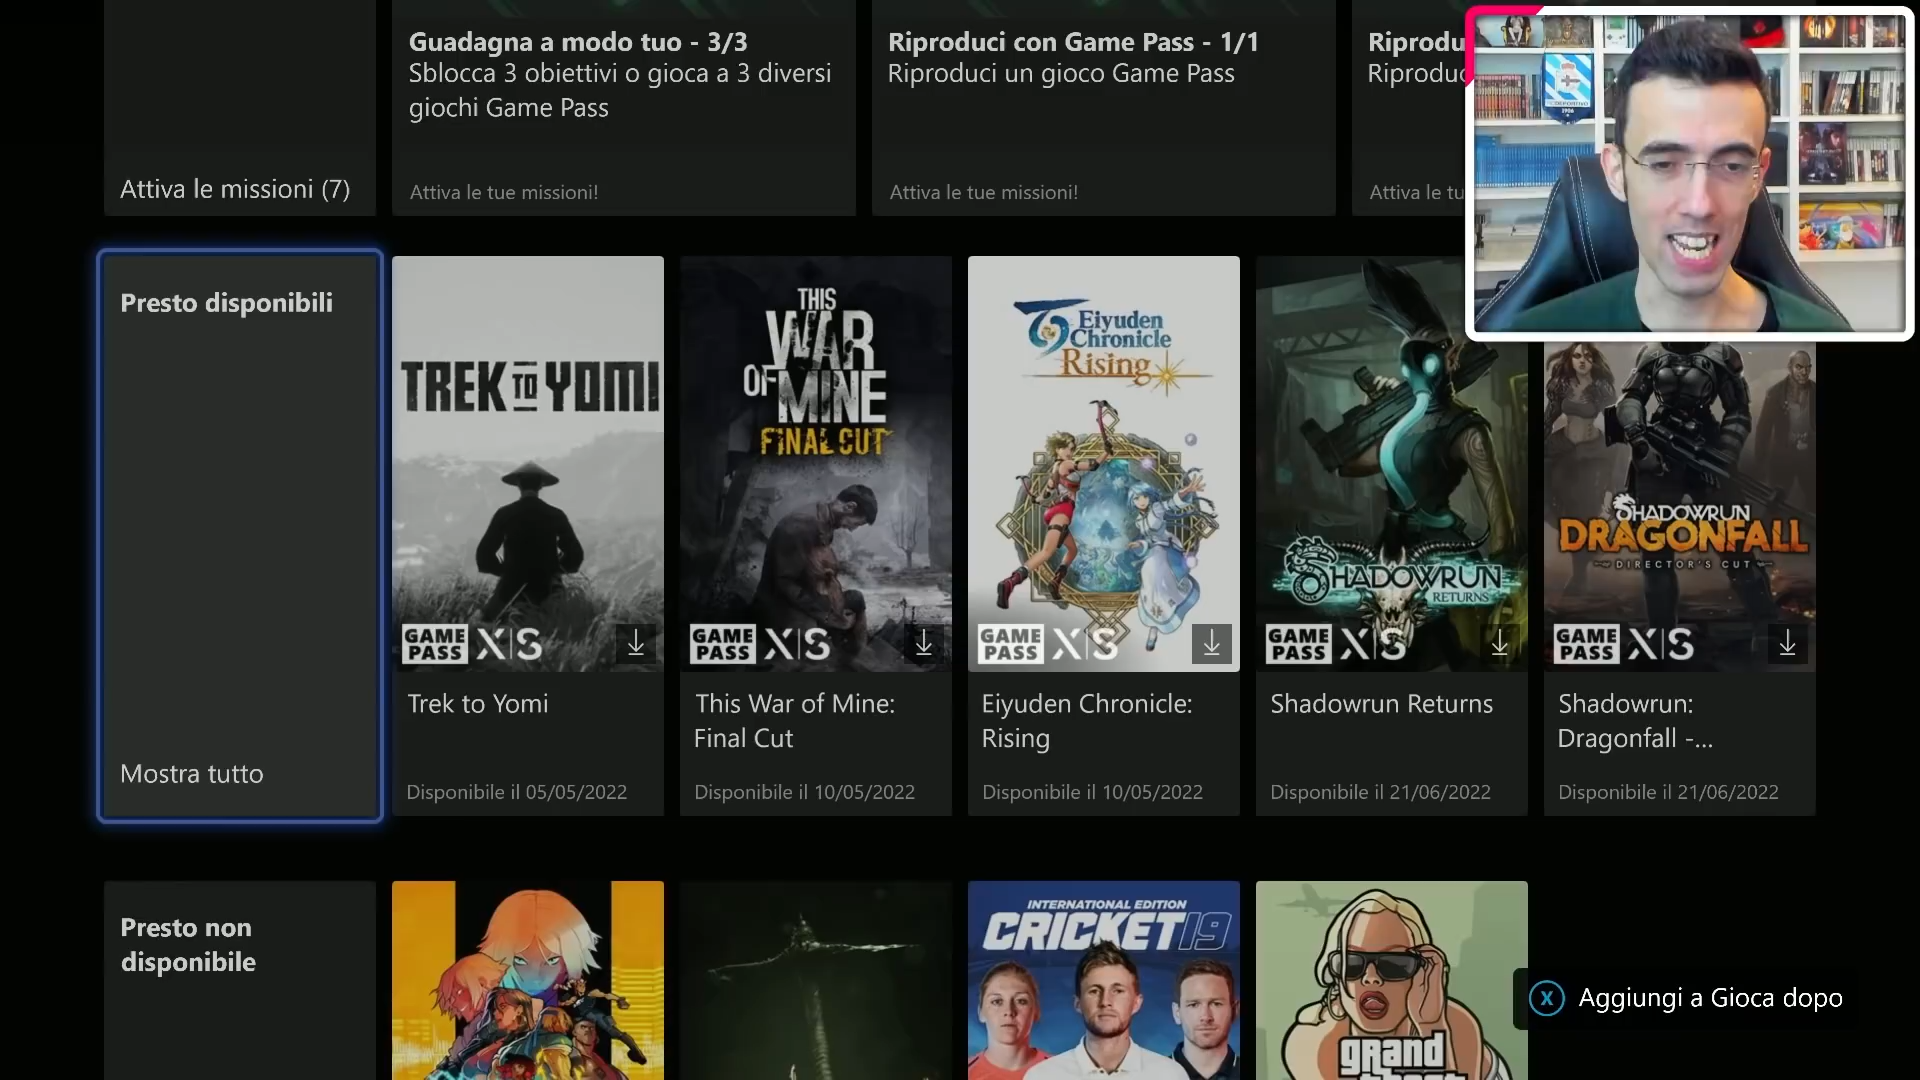 Guadagna a modo tuo - 3/3
Sblocca 3 obiettivi o gioca a 3 diversi
giochi Game Pass
Attiva le tue missioni!
Riproduci con Game Pass - 1/1
Riproduci un gioco Game Pass
Attiva le tue missioni!
Attiva le missioni (7)
Presto disponibili
Mostra tutto
TREK TO YOMI
GAME PASS X|S
Trek to Yomi
Disponibile il 05/05/2022
THIS
WAR
OF MINE
FINAL CUT
GAME PASS X|S
This War of Mine:
Final Cut
Disponibile il 10/05/2022
Eiyuden
Chronicle
Rising
GAME PASS X|S
Eiyuden Chronicle:
Rising
Disponibile il 10/05/2022
SHADOWRUN
RETURNS
GAME PASS X|S
Shadowrun Returns
Disponibile il 21/06/2022
SHADOWRUN
DRAGONFALL
DIRECTOR'S CUT
GAME PASS X|S
Shadowrun:
Dragonfall -...
Disponibile il 21/06/2022
Presto non
disponibile
INTERNATIONAL EDITION
CRICKET19
grand
X Aggiungi a Gioca dopo